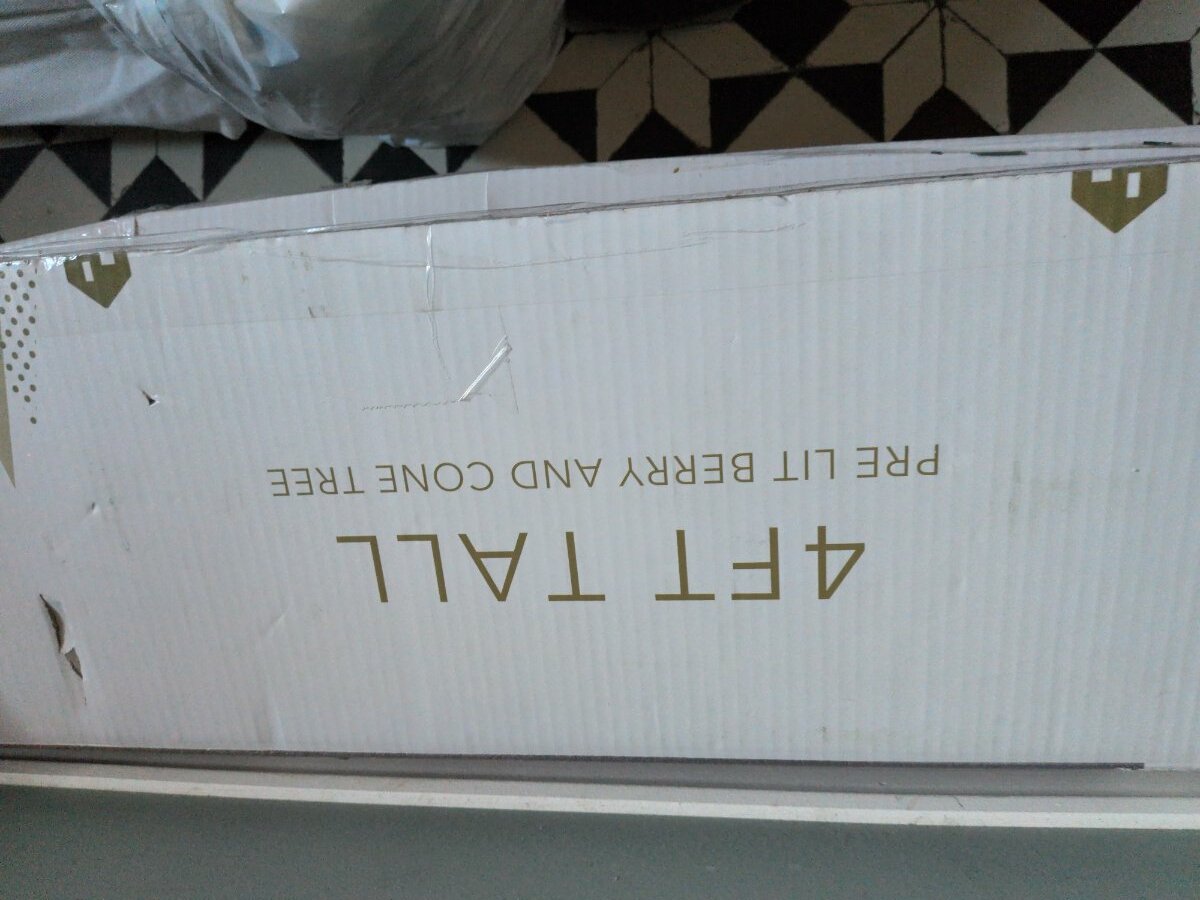 4FT TALL
PRE LIT BERRY AND CONE TREE